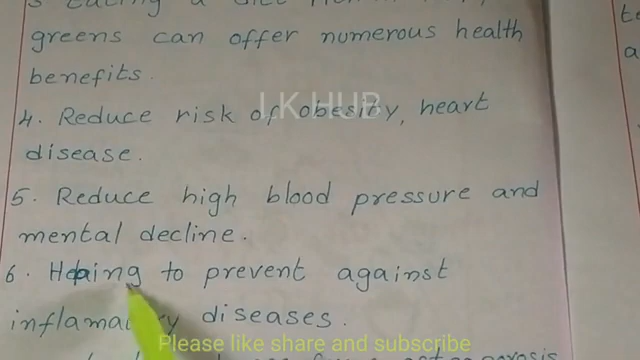 greens can offer numerous health
benefits.
4. Reduce risk of obesity, heart
disease.
5. Reduce high blood pressure and
mental decline.
6. Helping to prevent against
diseases.
I.K HUB
Please like share and subscribe